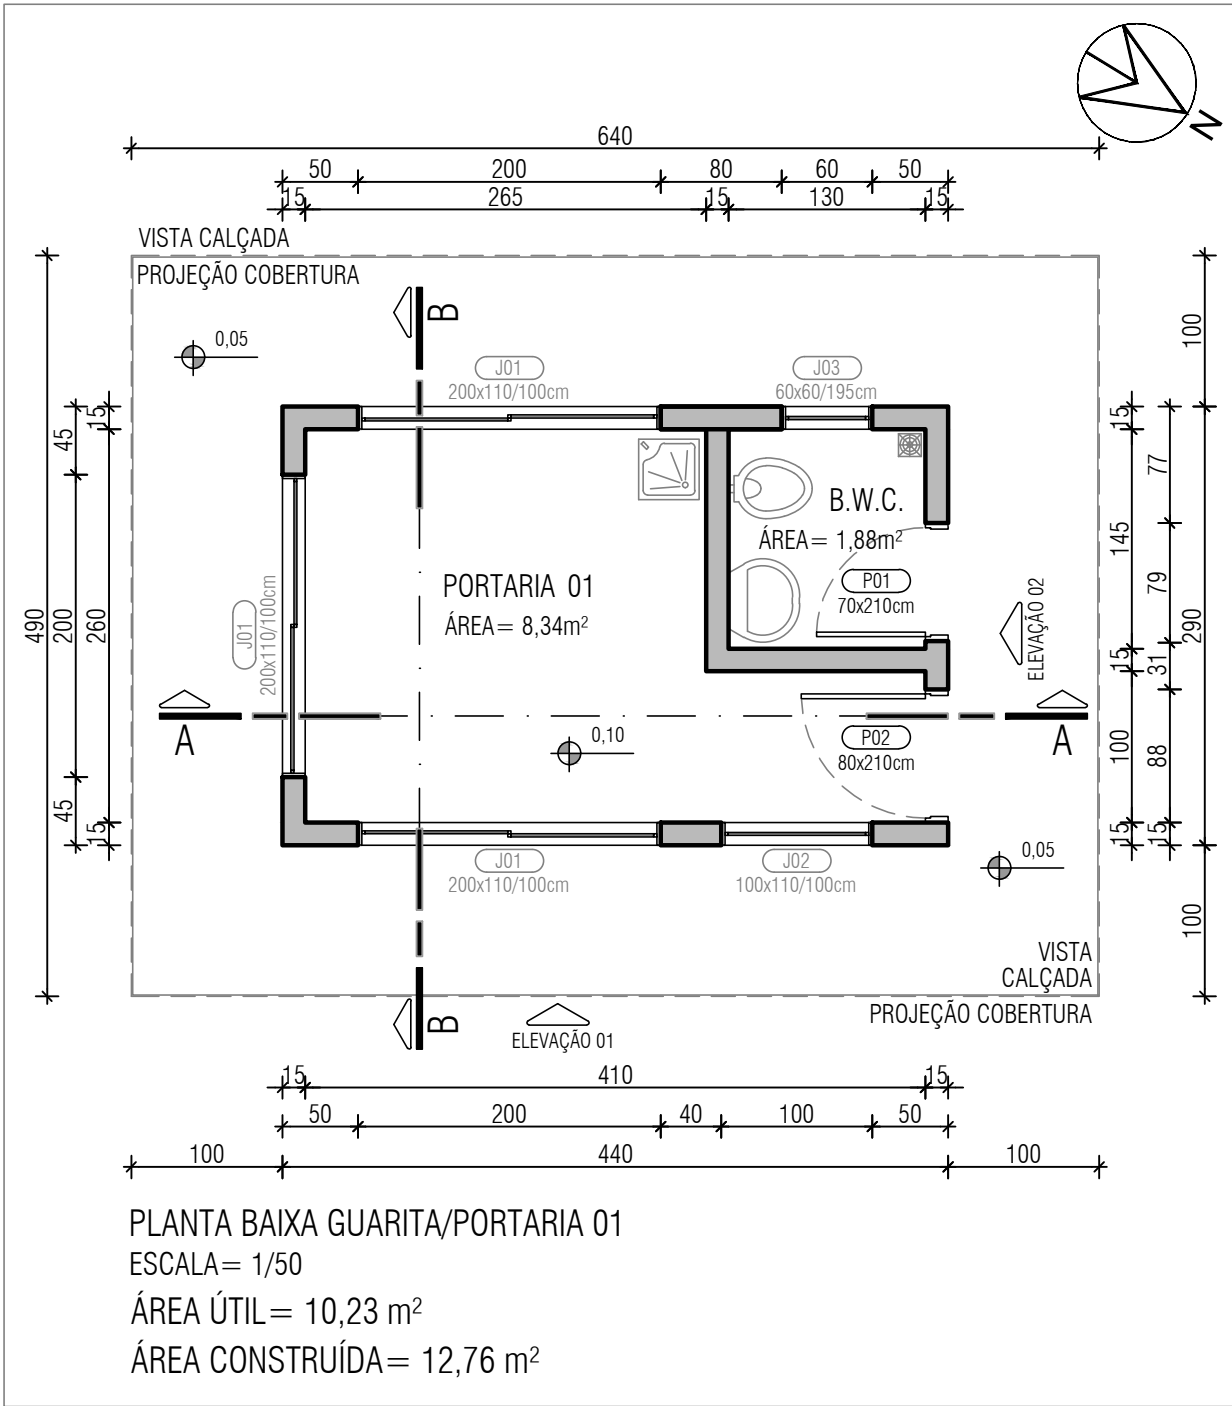 N
640
50 200 80 60 50
15 265 15 130 15
VISTA CALÇADA
PROJEÇÃO COBERTURA
B
0,05
J01
200x110/100cm
J03
60x60/195cm
100
15
45
15
77
B.W.C.
ÁREA= 1,88m²
145
PORTARIA 01
ÁREA= 8,34m²
P01
70x210cm
79
ELEVAÇÃO 02
490
200
260
J01
200x110/100cm
290
15
31
A
A
0,10
P02
80x210cm
100
88
45
15
15
15
J01
200x110/100cm
J02
100x110/100cm
0,05
100
VISTA
CALÇADA
PROJEÇÃO COBERTURA
B
ELEVAÇÃO 01
15 410 15
50 200 40 100 50
100 440 100
PLANTA BAIXA GUARITA/PORTARIA 01
ESCALA= 1/50
ÁREA ÚTIL= 10,23 m²
ÁREA CONSTRUÍDA= 12,76 m²